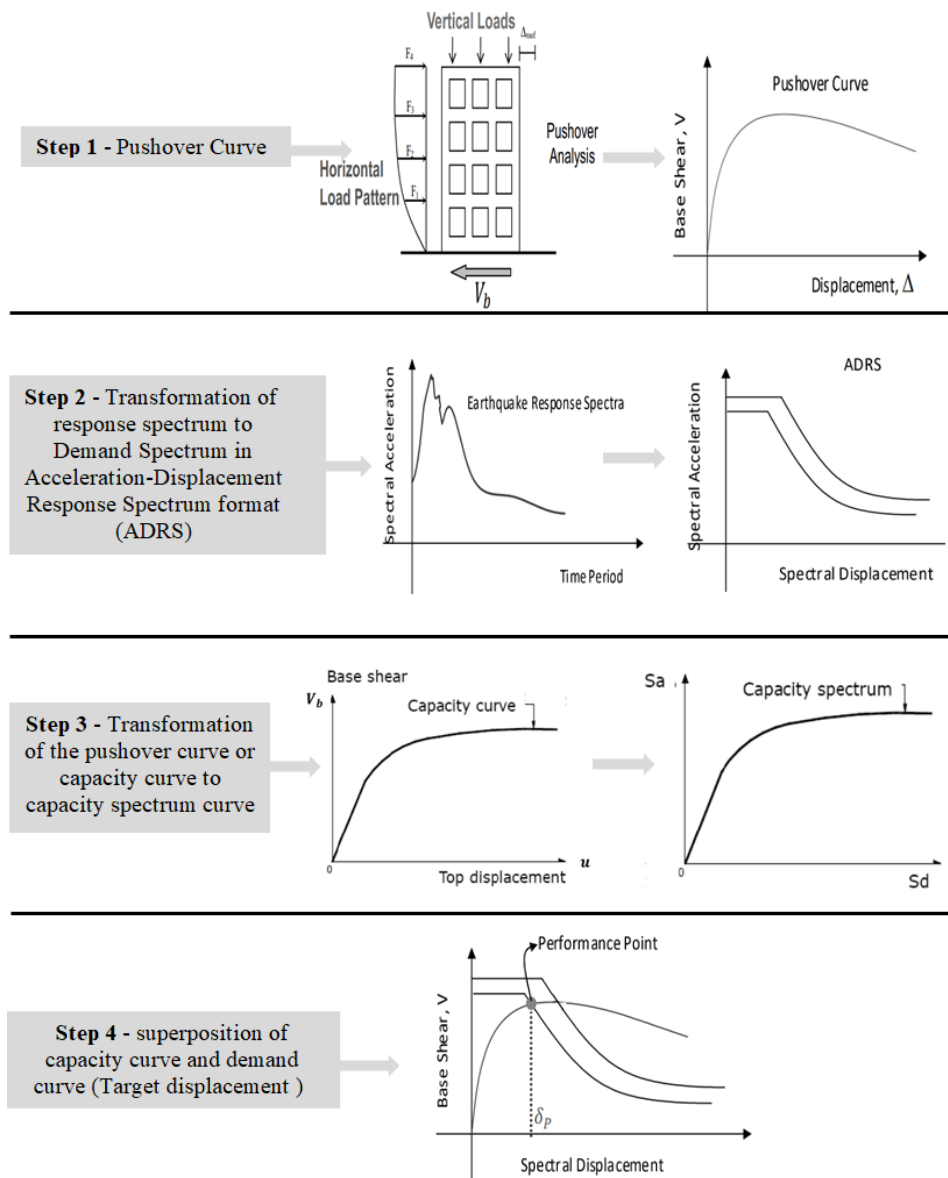 Vertical Loads
Δroof
F4
F3
F2
F1
Step 1 - Pushover Curve
Horizontal
Load Pattern
Vb
Pushover
Analysis
Pushover Curve
Base Shear, V
Displacement, Δ
Step 2 - Transformation of
response spectrum to
Demand Spectrum in
Acceleration-Displacement
Response Spectrum format
(ADRS)
Spectral Acceleration
Earthquake Response Spectra
Time Period
ADRS
Spectral Acceleration
Spectral Displacement
Step 3 - Transformation
of the pushover curve or
capacity curve to
capacity spectrum curve
Base shear
Vb
Capacity curve
0
u
Top displacement
Sa
Capacity spectrum
0
Sd
Step 4 - superposition of
capacity curve and demand
curve (Target displacement )
Performance Point
Base Shear, V
δP
Spectral Displacement